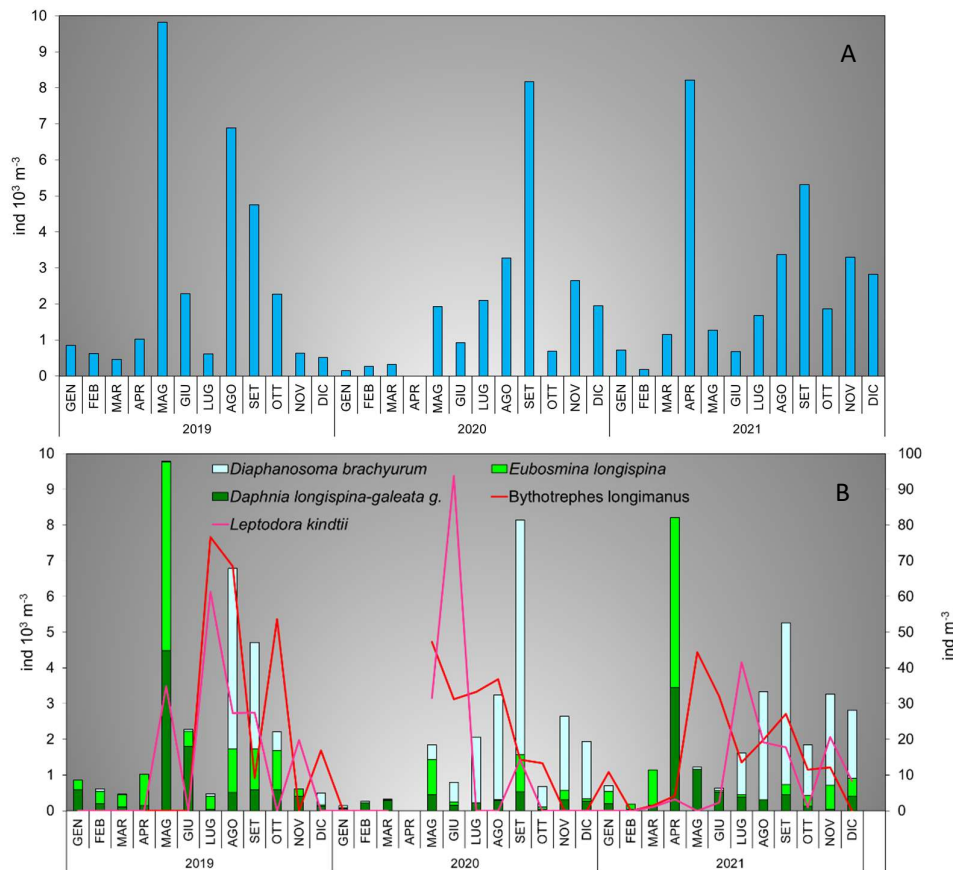 A
10
9
8
7
6
5
4
3
2
1
0
ind 10³ m⁻³
GEN FEB MAR APR MAG GIU LUG AGO SET OTT NOV DIC GEN FEB MAR APR MAG GIU LUG AGO SET OTT NOV DIC GEN FEB MAR APR MAG GIU LUG AGO SET OTT NOV DIC
2019 2020 2021
B
Diaphanosoma brachyurum Eubosmina longispina
Daphnia longispina-galeata g. Bythotrephes longimanus
Leptodora kindtii
10 100
9 90
8 80
7 70
6 60
5 50
4 40
3 30
2 20
1 10
0 0
ind 10³ m⁻³
ind m⁻³
GEN FEB MAR APR MAG GIU LUG AGO SET OTT NOV DIC GEN FEB MAR APR MAG GIU LUG AGO SET OTT NOV DIC GEN FEB MAR APR MAG GIU LUG AGO SET OTT NOV DIC
2019 2020 2021